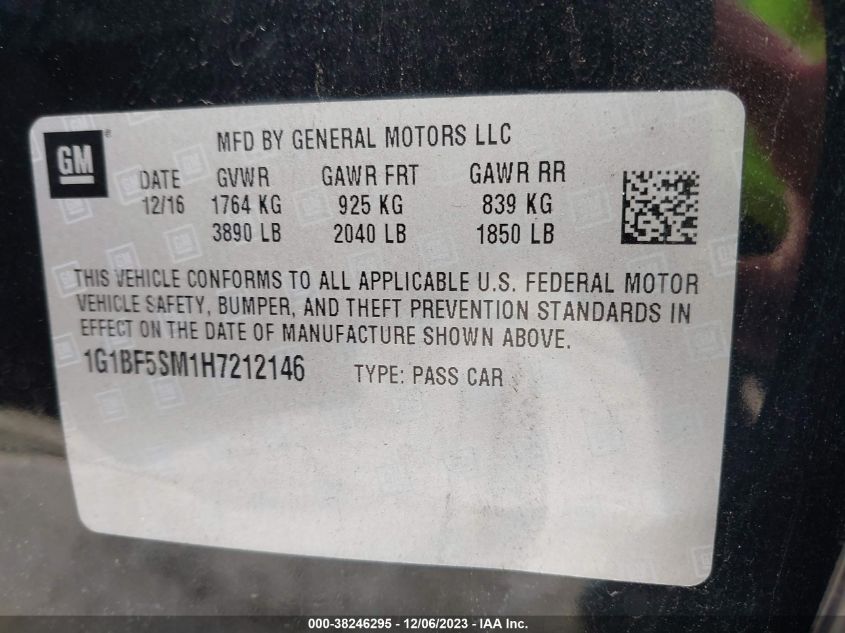 GM ®
MFD BY GENERAL MOTORS LLC
DATE GVWR GAWR FRT GAWR RR
12/16 1764 KG 925 KG 839 KG
3890 LB 2040 LB 1850 LB
THIS VEHICLE CONFORMS TO ALL APPLICABLE U.S. FEDERAL MOTOR
VEHICLE SAFETY, BUMPER, AND THEFT PREVENTION STANDARDS IN
EFFECT ON THE DATE OF MANUFACTURE SHOWN ABOVE.
1G1BF5SM1H7212146 TYPE: PASS CAR
000-38246295 - 12/06/2023 - IAA Inc.